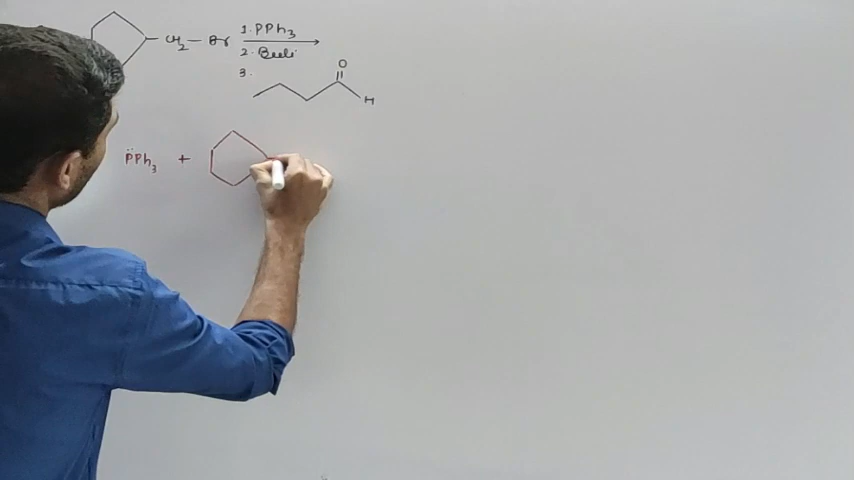 CH2 — Br 1. PPh3
2. BuLi
3.
O
H
PPh3 +